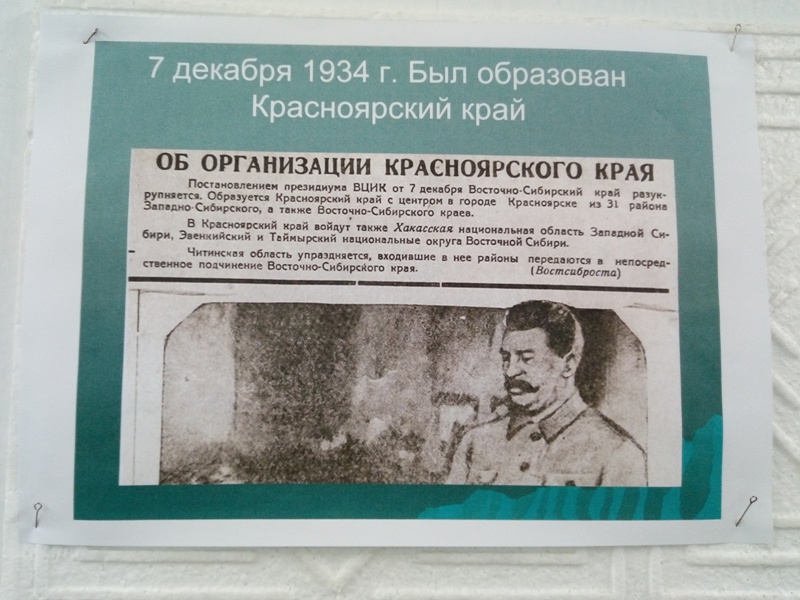 7 декабря 1934 г. Был образован
Красноярский край
ОБ ОРГАНИЗАЦИИ КРАСНОЯРСКОГО КРАЯ
Постановлением президиума ВЦИК от 7 декабря Восточно-Сибирский край разук-
рупняется. Образуется Красноярский край с центром в городе Красноярске из 31 района
Западно-Сибирского, а также Восточно-Сибирского краев.
В Красноярский край войдут также Хакасская национальная область Западной Си-
бири, Эвенкийский и Таймырский национальные округа Восточной Сибири.
Читинская область упраздняется, входившие в нее районы передаются в непосред-
ственное подчинение Восточно-Сибирского края. (Востсиброста)